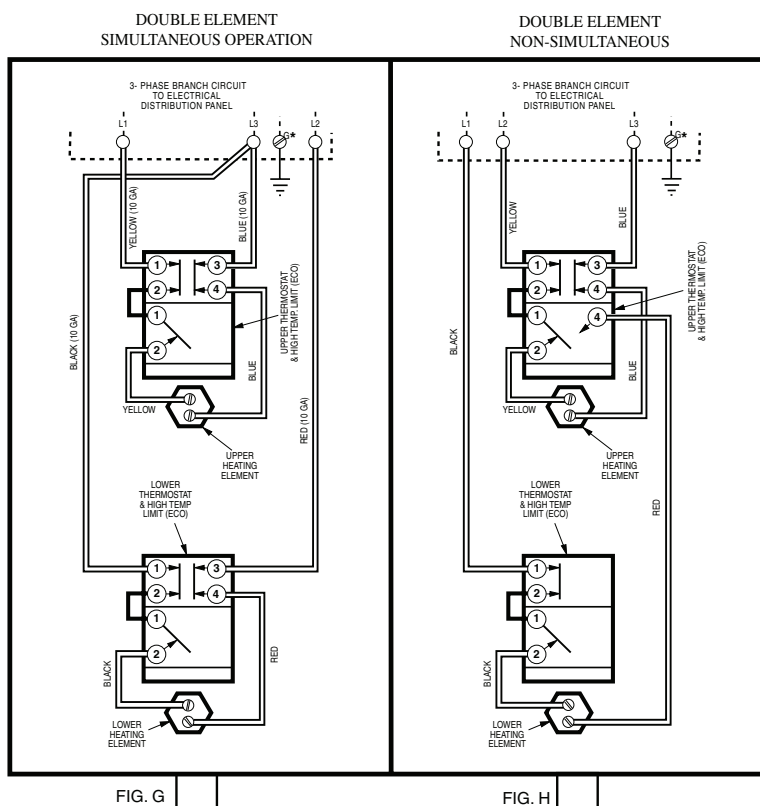 DOUBLE ELEMENT
SIMULTANEOUS OPERATION
3- PHASE BRANCH CIRCUIT
TO ELECTRICAL
DISTRIBUTION PANEL
L1
L3
G*
L2
YELLOW (10 GA)
BLUE (10 GA)
BLACK (10 GA)
1
3
2
4
1
2
UPPER THERMOSTAT
& HIGH TEMP. LIMIT (ECO)
BLUE
YELLOW
RED (10 GA)
UPPER
HEATING
ELEMENT
LOWER
THERMOSTAT
& HIGH TEMP
LIMIT (ECO)
1
3
2
4
1
2
BLACK
RED
LOWER
HEATING
ELEMENT
FIG. G
DOUBLE ELEMENT
NON-SIMULTANEOUS
3- PHASE BRANCH CIRCUIT
TO ELECTRICAL
DISTRIBUTION PANEL
L1
L2
L3
G*
YELLOW
BLUE
BLACK
1
3
2
4
1
4
2
UPPER THERMOSTAT
& HIGH TEMP. LIMIT (ECO)
BLUE
YELLOW
UPPER
HEATING
ELEMENT
RED
LOWER
THERMOSTAT
& HIGH TEMP
LIMIT (ECO)
1
2
1
2
BLACK
LOWER
HEATING
ELEMENT
FIG. H